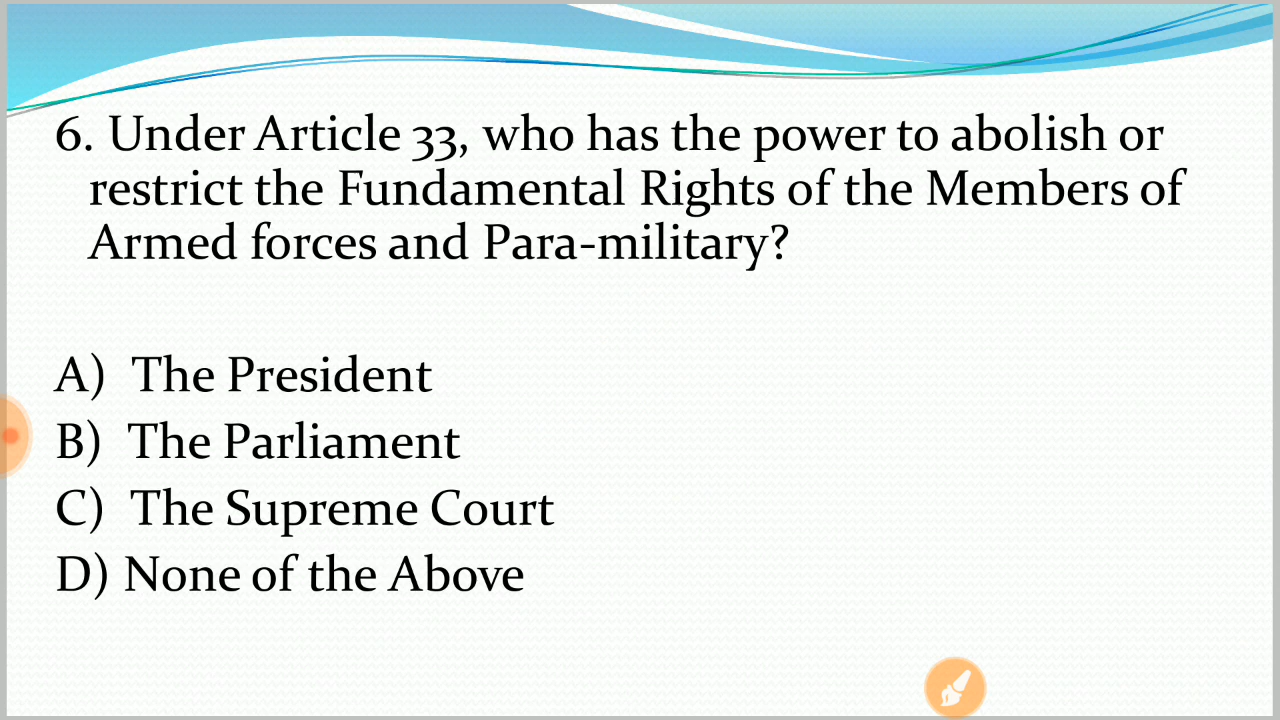 6. Under Article 33, who has the power to abolish or
restrict the Fundamental Rights of the Members of
Armed forces and Para-military?
A) The President
B) The Parliament
C) The Supreme Court
D) None of the Above